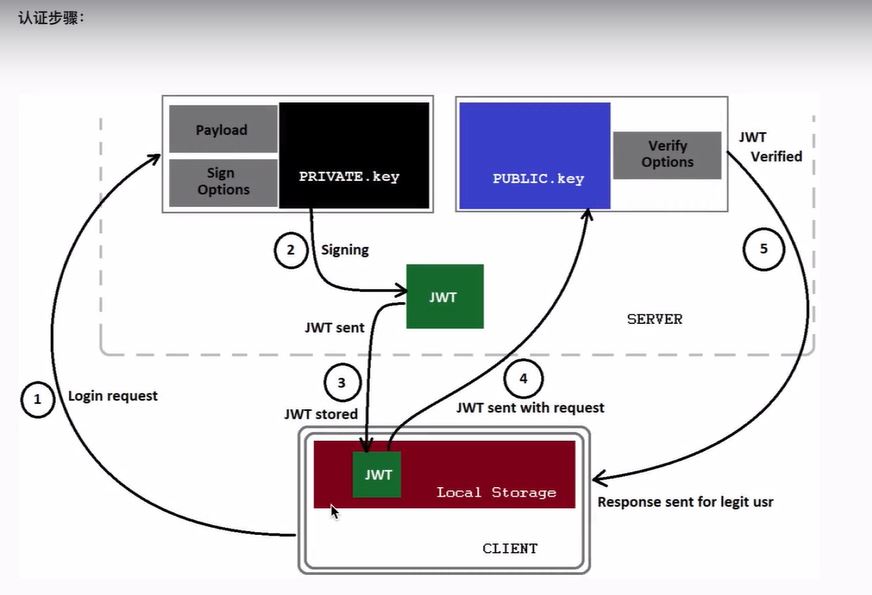 认证步骤:
Payload
Sign
Options
PRIVATE.key
PUBLIC.key
Verify
Options
JWT
Verified
2
Signing
5
JWT
SERVER
JWT sent
3
4
1
Login request
JWT stored
JWT sent with request
JWT
Local Storage
Response sent for legit usr
CLIENT